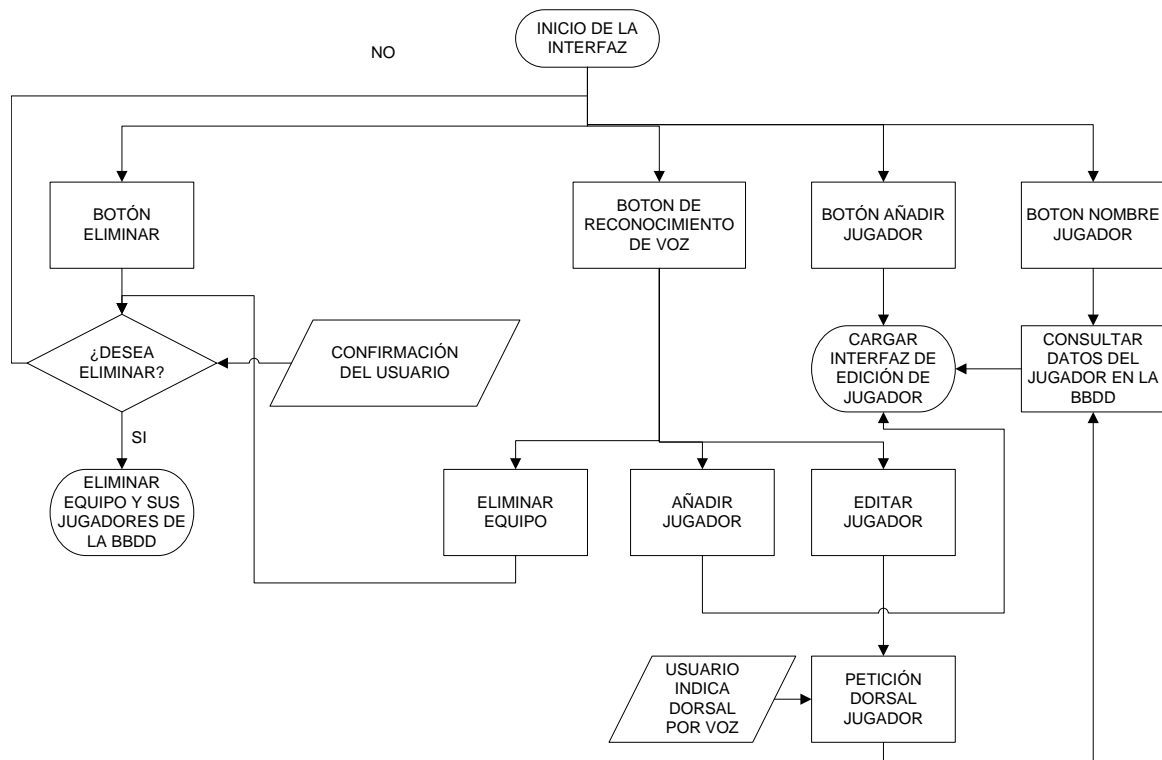 INICIO DE LA
INTERFAZ
NO
BOTÓN
ELIMINAR
BOTON DE
RECONOCIMIENTO
DE VOZ
BOTÓN AÑADIR
JUGADOR
BOTON NOMBRE
JUGADOR
¿DESEA
ELIMINAR?
CONFIRMACIÓN
DEL USUARIO
CARGAR
INTERFAZ DE
EDICIÓN DE
JUGADOR
CONSULTAR
DATOS DEL
JUGADOR EN LA
BBDD
SI
ELIMINAR
EQUIPO Y SUS
JUGADORES DE
LA BBDD
ELIMINAR
EQUIPO
AÑADIR
JUGADOR
EDITAR
JUGADOR
USUARIO
INDICA
DORSAL
POR VOZ
PETICIÓN
DORSAL
JUGADOR